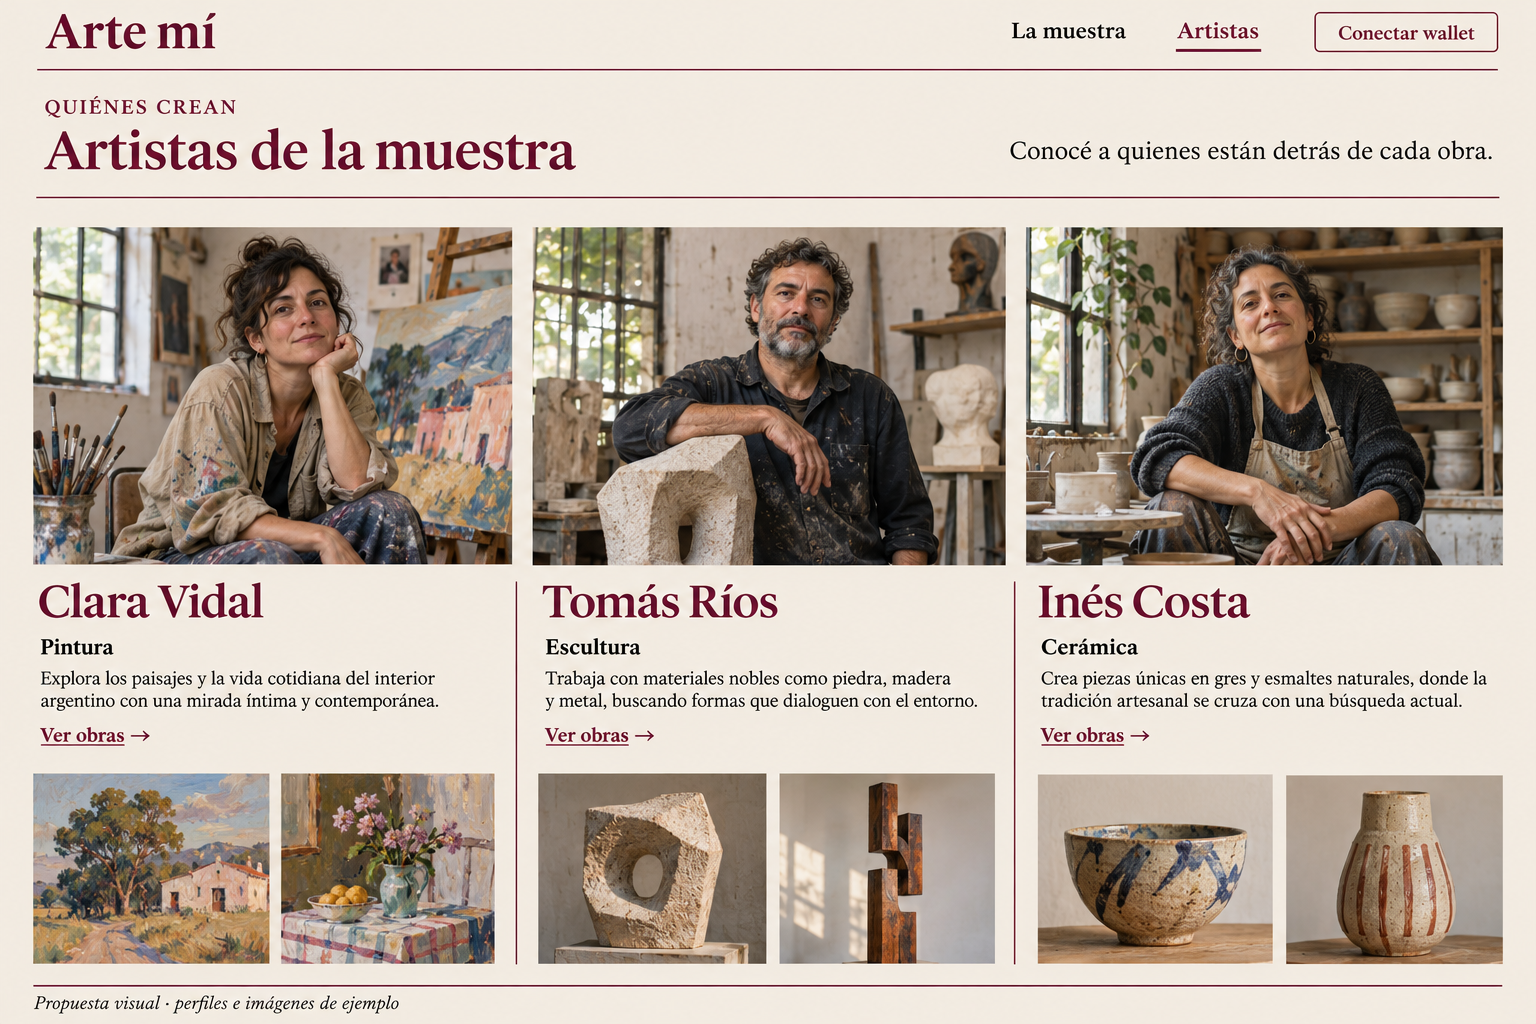 Arte mí
La muestra
Artistas
Conectar wallet
QUIÉNES CREAN
Artistas de la muestra
Conocé a quienes están detrás de cada obra.
Clara Vidal
Pintura
Explora los paisajes y la vida cotidiana del interior
argentino con una mirada íntima y contemporánea.
Ver obras →
Tomás Ríos
Escultura
Trabaja con materiales nobles como piedra, madera
y metal, buscando formas que dialoguen con el entorno.
Ver obras →
Inés Costa
Cerámica
Crea piezas únicas en gres y esmaltes naturales, donde la
tradición artesanal se cruza con una búsqueda actual.
Ver obras →
Propuesta visual · perfiles e imágenes de ejemplo